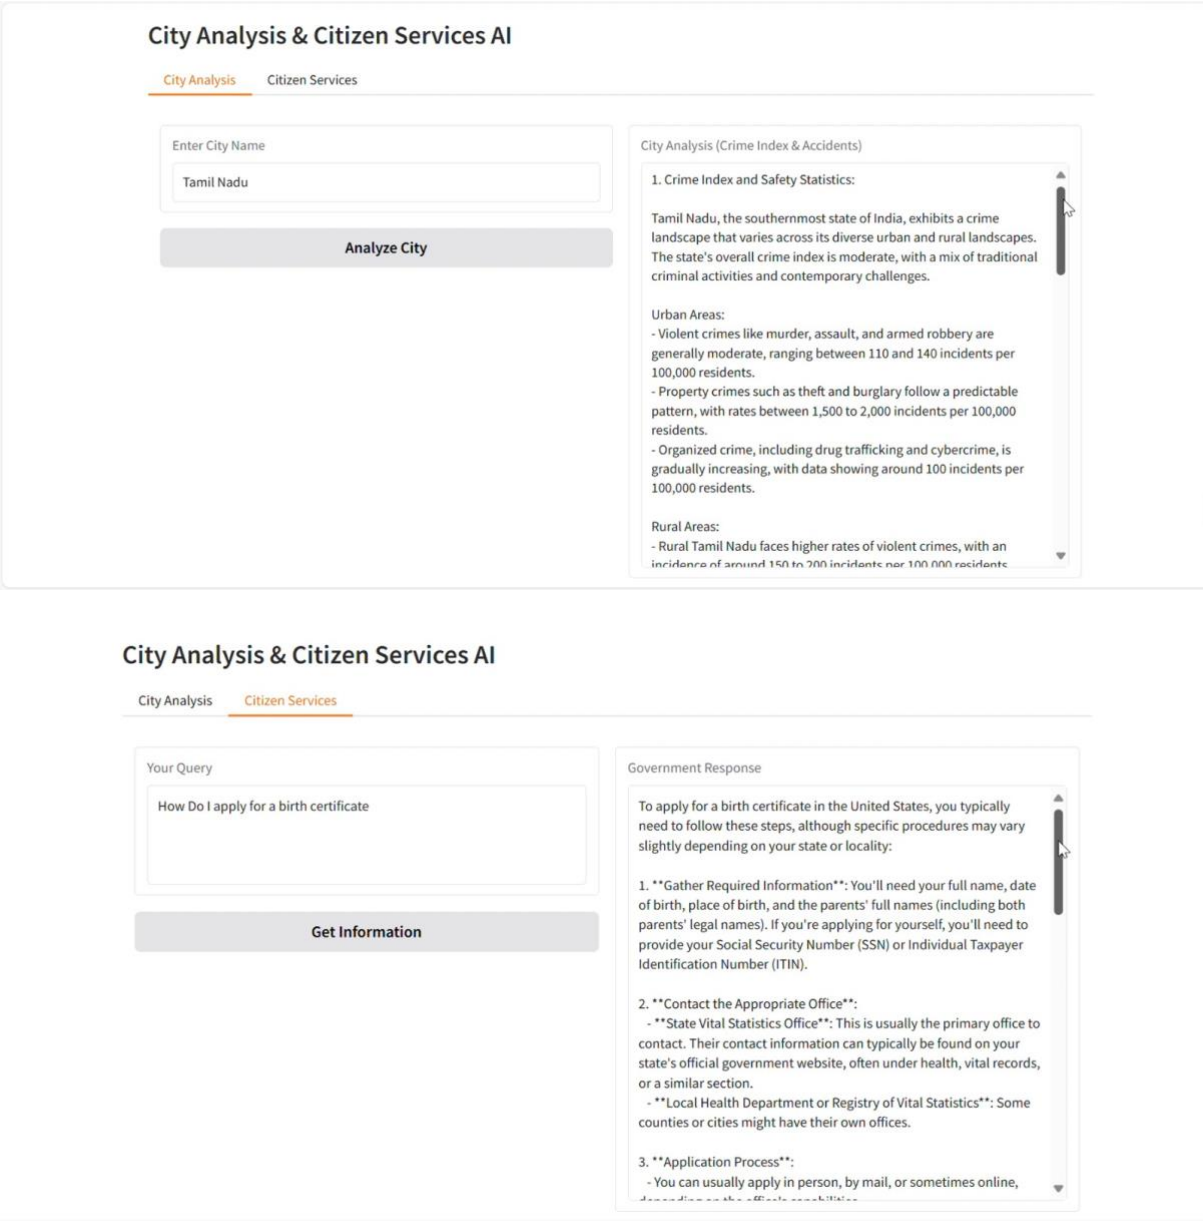 City Analysis & Citizen Services AI
City Analysis
Citizen Services
Enter City Name
Tamil Nadu
Analyze City
City Analysis (Crime Index & Accidents)
1. Crime Index and Safety Statistics:
Tamil Nadu, the southernmost state of India, exhibits a crime
landscape that varies across its diverse urban and rural landscapes.
The state's overall crime index is moderate, with a mix of traditional
criminal activities and contemporary challenges.
Urban Areas:
- Violent crimes like murder, assault, and armed robbery are
generally moderate, ranging between 110 and 140 incidents per
100,000 residents.
- Property crimes such as theft and burglary follow a predictable
pattern, with rates between 1,500 to 2,000 incidents per 100,000
residents.
- Organized crime, including drug trafficking and cybercrime, is
gradually increasing, with data showing around 100 incidents per
100,000 residents.
Rural Areas:
- Rural Tamil Nadu faces higher rates of violent crimes, with an
incidence of around 150 to 200 incidents per 100,000 residents
City Analysis & Citizen Services AI
City Analysis
Citizen Services
Your Query
How Do I apply for a birth certificate
Get Information
Government Response
To apply for a birth certificate in the United States, you typically
need to follow these steps, although specific procedures may vary
slightly depending on your state or locality:
1. **Gather Required Information**: You'll need your full name, date
of birth, place of birth, and the parents' full names (including both
parents' legal names). If you're applying for yourself, you'll need to
provide your Social Security Number (SSN) or Individual Taxpayer
Identification Number (ITIN).
2. **Contact the Appropriate Office**:
- **State Vital Statistics Office**: This is usually the primary office to
contact. Their contact information can typically be found on your
state's official government website, often under health, vital records,
or a similar section.
- **Local Health Department or Registry of Vital Statistics**: Some
counties or cities might have their own offices.
3. **Application Process**:
- You can usually apply in person, by mail, or sometimes online,
depending on the office's capabilities